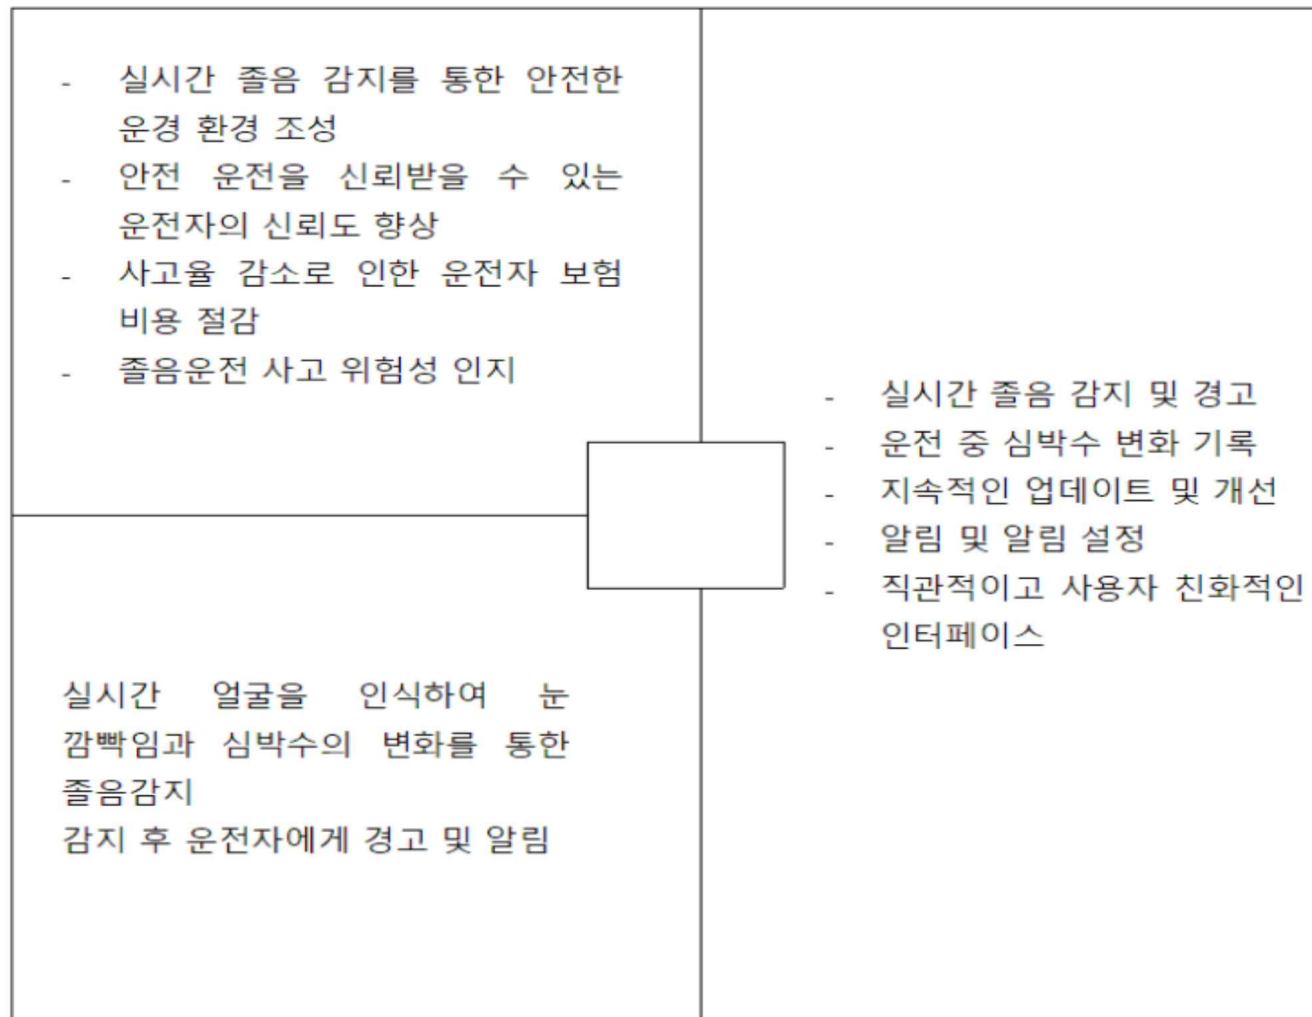 - 실시간 졸음 감지를 통한 안전한
운경 환경 조성
- 안전 운전을 신뢰받을 수 있는
운전자의 신뢰도 향상
- 사고율 감소로 인한 운전자 보험
비용 절감
- 졸음운전 사고 위험성 인지
실시간 얼굴을 인식하여 눈
깜빡임과 심박수의 변화를 통한
졸음감지
감지 후 운전자에게 경고 및 알림
- 실시간 졸음 감지 및 경고
- 운전 중 심박수 변화 기록
- 지속적인 업데이트 및 개선
- 알림 및 알림 설정
- 직관적이고 사용자 친화적인
인터페이스